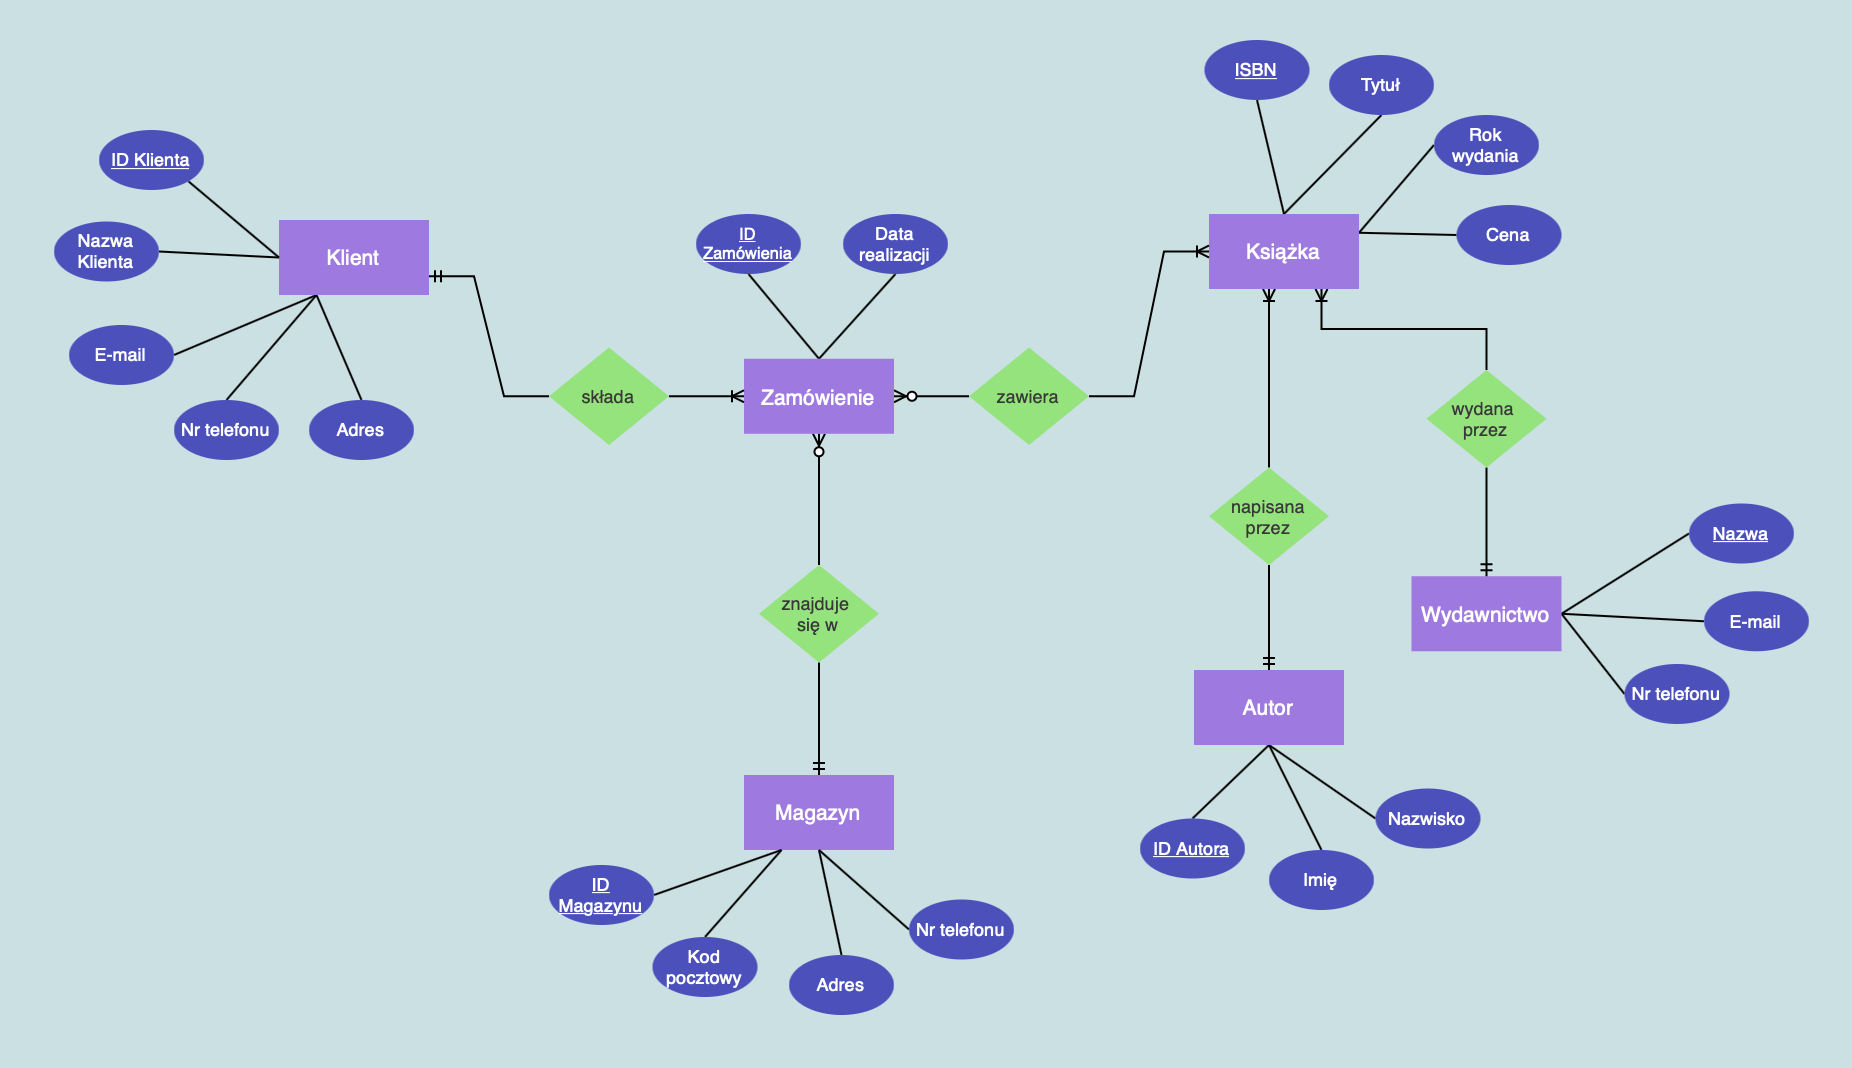 ISBN
Tytuł
Rok
wydania
Cena
Książka
ID Klienta
Nazwa
Klienta
Klient
E-mail
Nr telefonu
Adres
składa
ID
Zamówienia
Data
realizacji
Zamówienie
zawiera
wydana
przez
napisana
przez
znajduje
się w
Nazwa
Wydawnictwo
E-mail
Nr telefonu
Autor
ID Autora
Imię
Nazwisko
Magazyn
ID
Magazynu
Kod
pocztowy
Adres
Nr telefonu